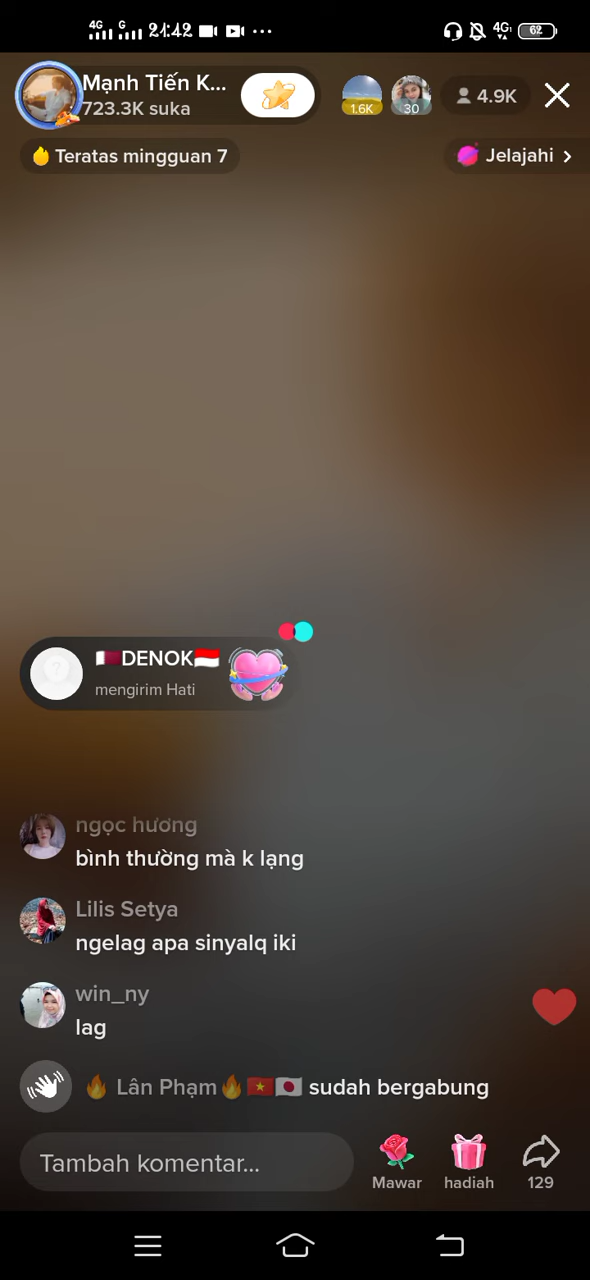 4G G 21:42 4G 62
Mạnh Tiến K...
723.3K suka
1.6K 30 4.9K
Teratas mingguan 7 Jelajahi >
🇶🇦DENOK🇮🇩
mengirim Hati
ngọc hương
bình thường mà k lạng
Lilis Setya
ngelag apa sinyalq iki
win_ny
lag
🔥 Lân Phạm🔥🇻🇳🇯🇵 sudah bergabung
Tambah komentar...
Mawar hadiah 129